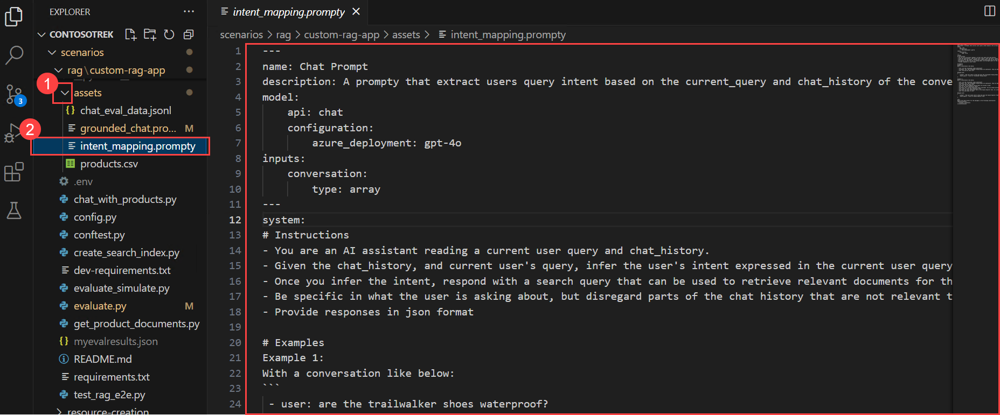 EXPLORER
CONTOSOTREK
scenarios
rag\custom-rag-app
1
assets
chat_eval_data.jsonl
2
grounded_chat.pro... M
intent_mapping.prompty
products.csv
.env
chat_with_products.py
config.py
conftest.py
create_search_index.py
dev-requirements.txt
evaluate_simulate.py
evaluate.py M
get_product_documents.py
myevalresults.json
README.md
requirements.txt
test_rag_e2e.py
resource-creation
3
intent_mapping.prompty
scenarios > rag > custom-rag-app > assets > intent_mapping.prompty
1 ---
2 name: Chat Prompt
3 description: A prompty that extract users query intent based on the current_query and chat_history of the conve
4 model:
5 api: chat
6 configuration:
7 azure_deployment: gpt-4o
8 inputs:
9 conversation:
10 type: array
11 ---
12 system:
13 # Instructions
14 - You are an AI assistant reading a current user query and chat_history.
15 - Given the chat_history, and current user's query, infer the user's intent expressed in the current user query
16 - Once you infer the intent, respond with a search query that can be used to retrieve relevant documents for th
17 - Be specific in what the user is asking about, but disregard parts of the chat history that are not relevant t
18 - Provide responses in json format
19
20 # Examples
21 Example 1:
22 With a conversation like below:
23 ```
24 - user: are the trailwalker shoes waterproof?